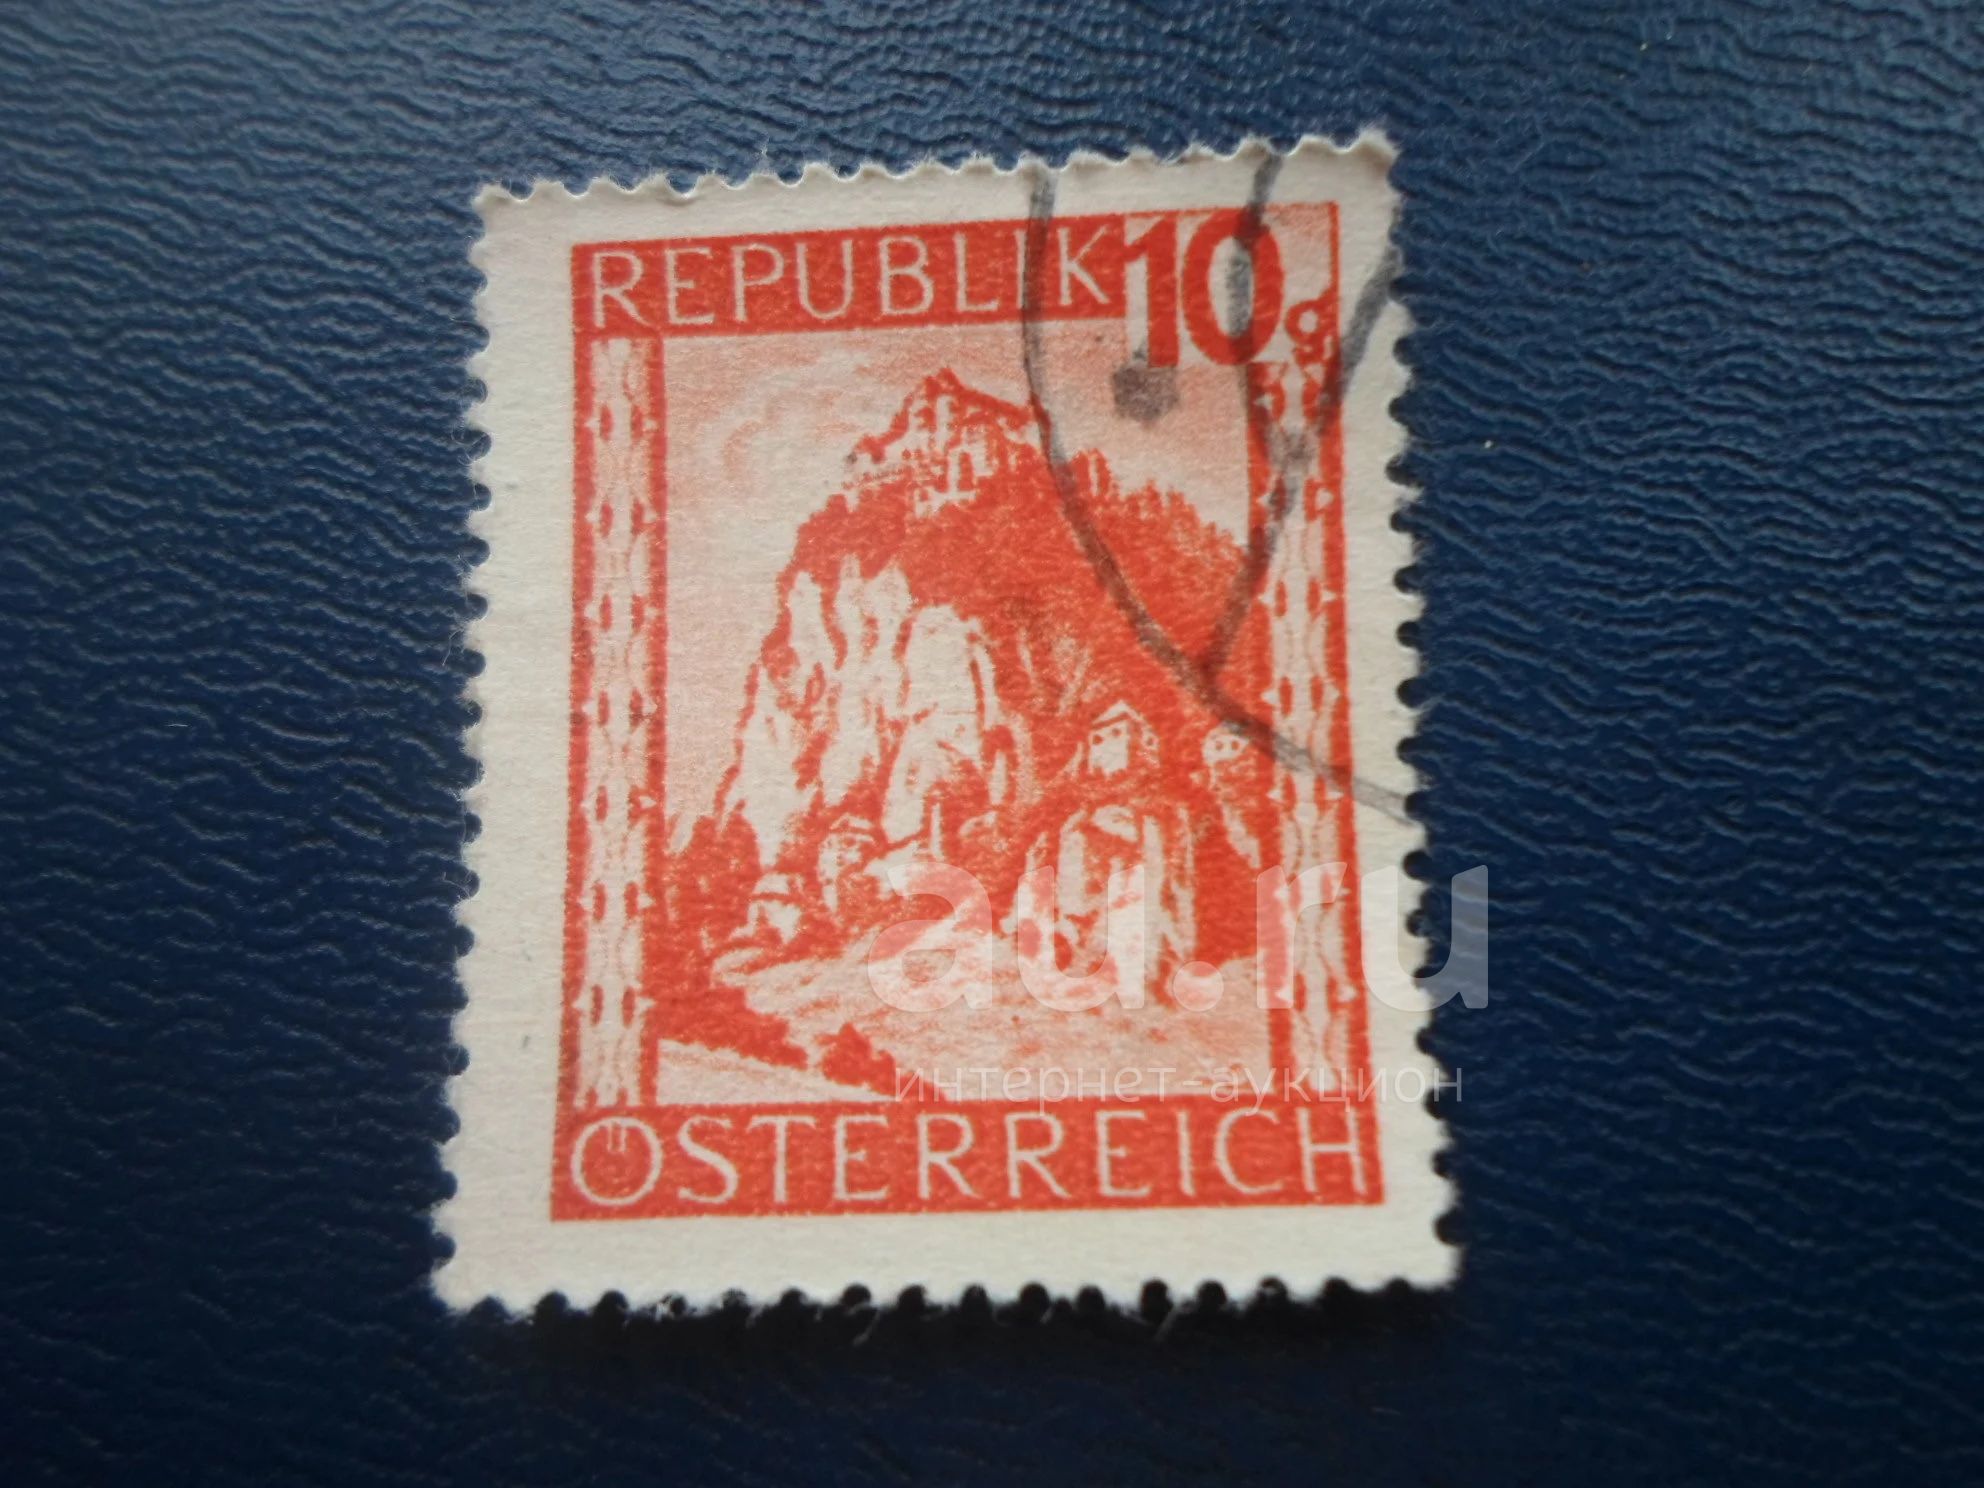 REPUBLIK 10g
ÖSTERREICH
au.ru
интернет-аукцион